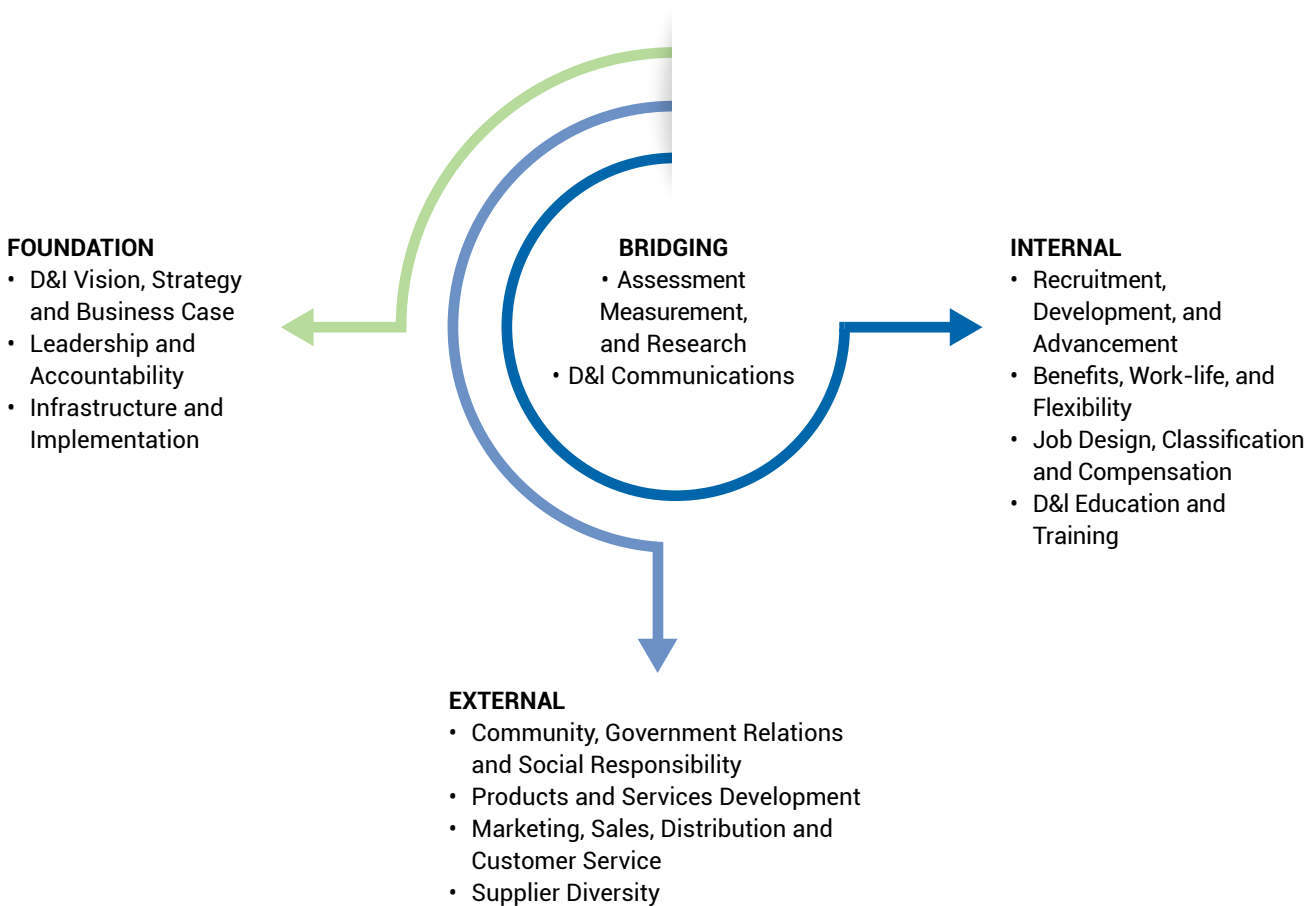 FOUNDATION
• D&I Vision, Strategy
and Business Case
• Leadership and
Accountability
• Infrastructure and
Implementation
BRIDGING
• Assessment
Measurement,
and Research
• D&l Communications
INTERNAL
• Recruitment,
Development, and
Advancement
• Benefits, Work-life, and
Flexibility
• Job Design, Classification
and Compensation
• D&l Education and
Training
EXTERNAL
• Community, Government Relations
and Social Responsibility
• Products and Services Development
• Marketing, Sales, Distribution and
Customer Service
• Supplier Diversity